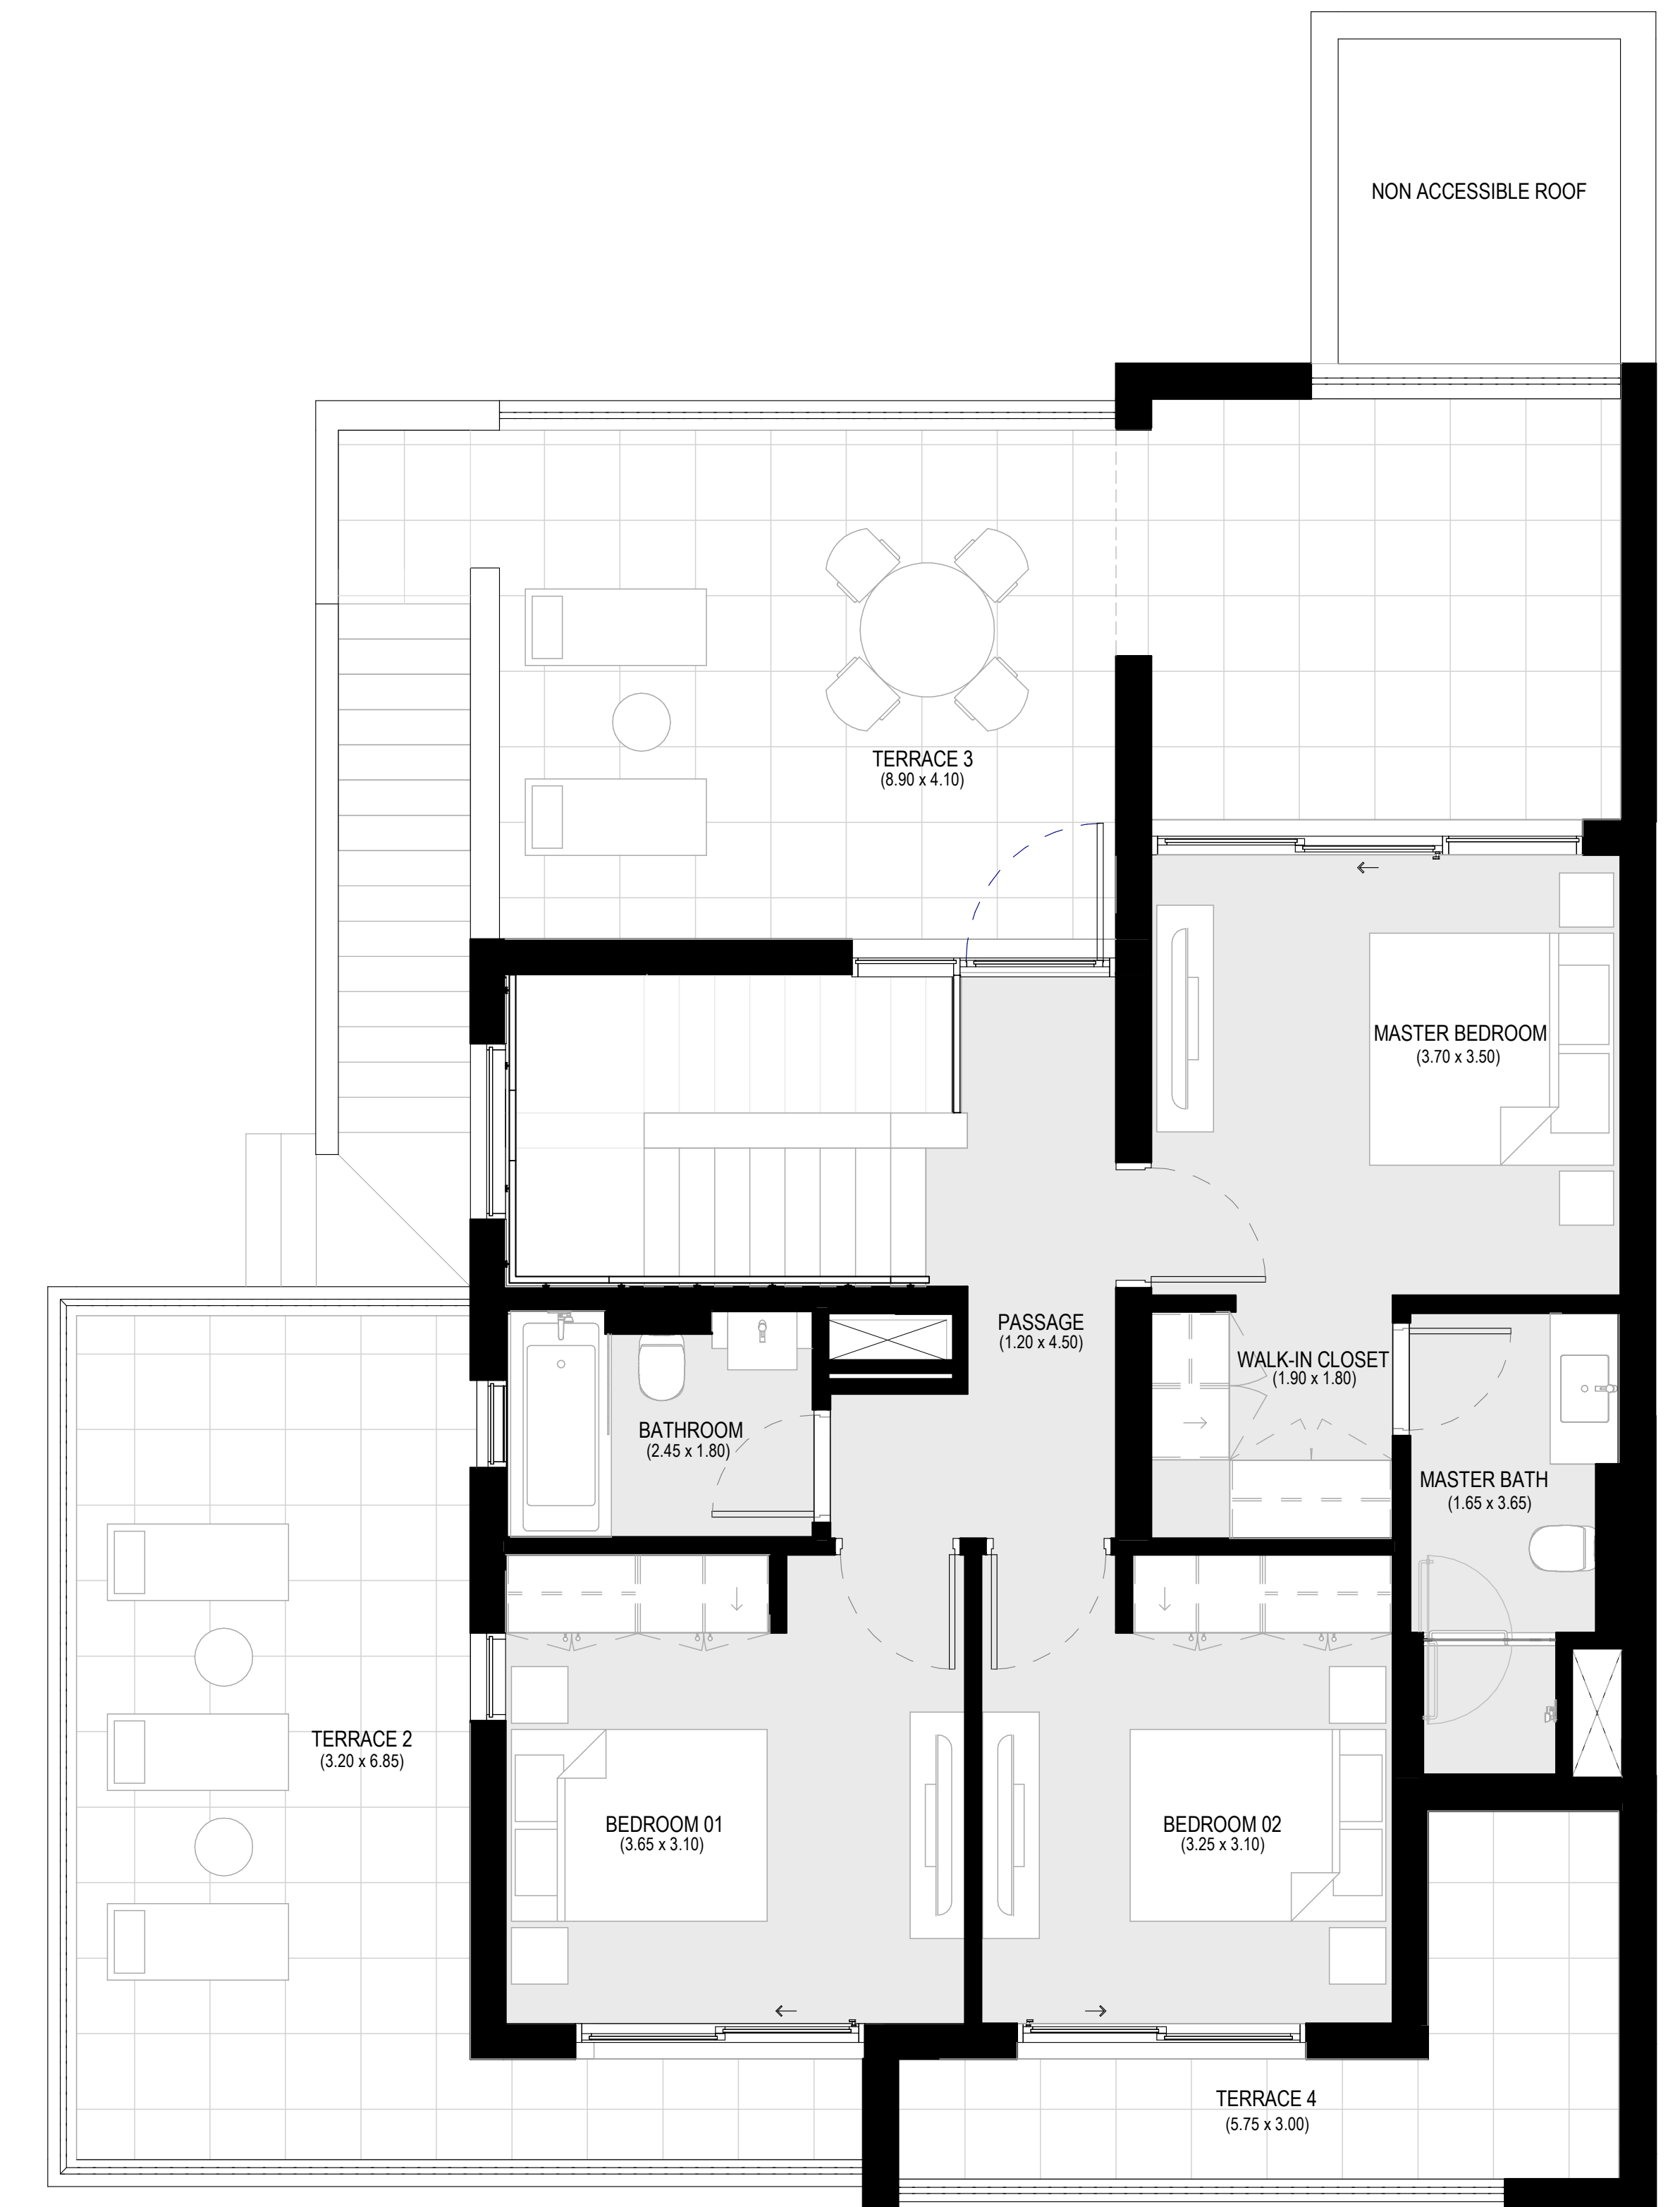 NON ACCESSIBLE ROOF
TERRACE 3
(8.90 x 4.10)
MASTER BEDROOM
(3.70 x 3.50)
PASSAGE
(1.20 x 4.50)
WALK-IN CLOSET
(1.90 x 1.80)
BATHROOM
(2.45 x 1.80)
MASTER BATH
(1.65 x 3.65)
TERRACE 2
(3.20 x 6.85)
BEDROOM 01
(3.65 x 3.10)
BEDROOM 02
(3.25 x 3.10)
TERRACE 4
(5.75 x 3.00)